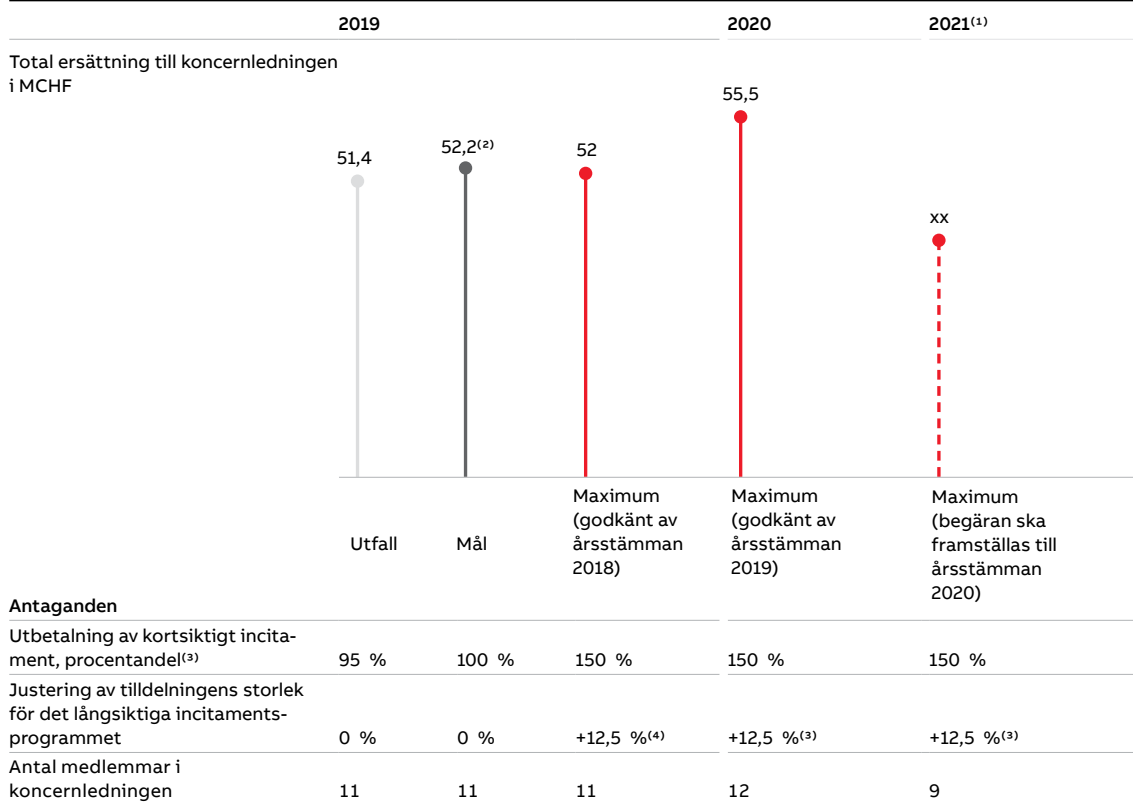 2019 2020 2021⁽¹⁾
Total ersättning till koncernledningen
i MCHF
55,5
52,2⁽²⁾ 52
51,4
xx
Utfall Mål
Maximum
(godkänt av
årsstämman
2018)
Maximum
(godkänt av
årsstämman
2019)
Maximum
(begäran ska
framställas till
årsstämman
2020)
Antaganden
Utbetalning av kortsiktigt incita-
ment, procentandel⁽³⁾ 95 % 100 % 150 % 150 % 150 %
Justering av tilldelningens storlek
för det långsiktiga incitaments-
programmet 0 % 0 % +12,5 %⁽⁴⁾ +12,5 %⁽³⁾ +12,5 %⁽³⁾
Antal medlemmar i
koncernledningen 11 11 11 12 9